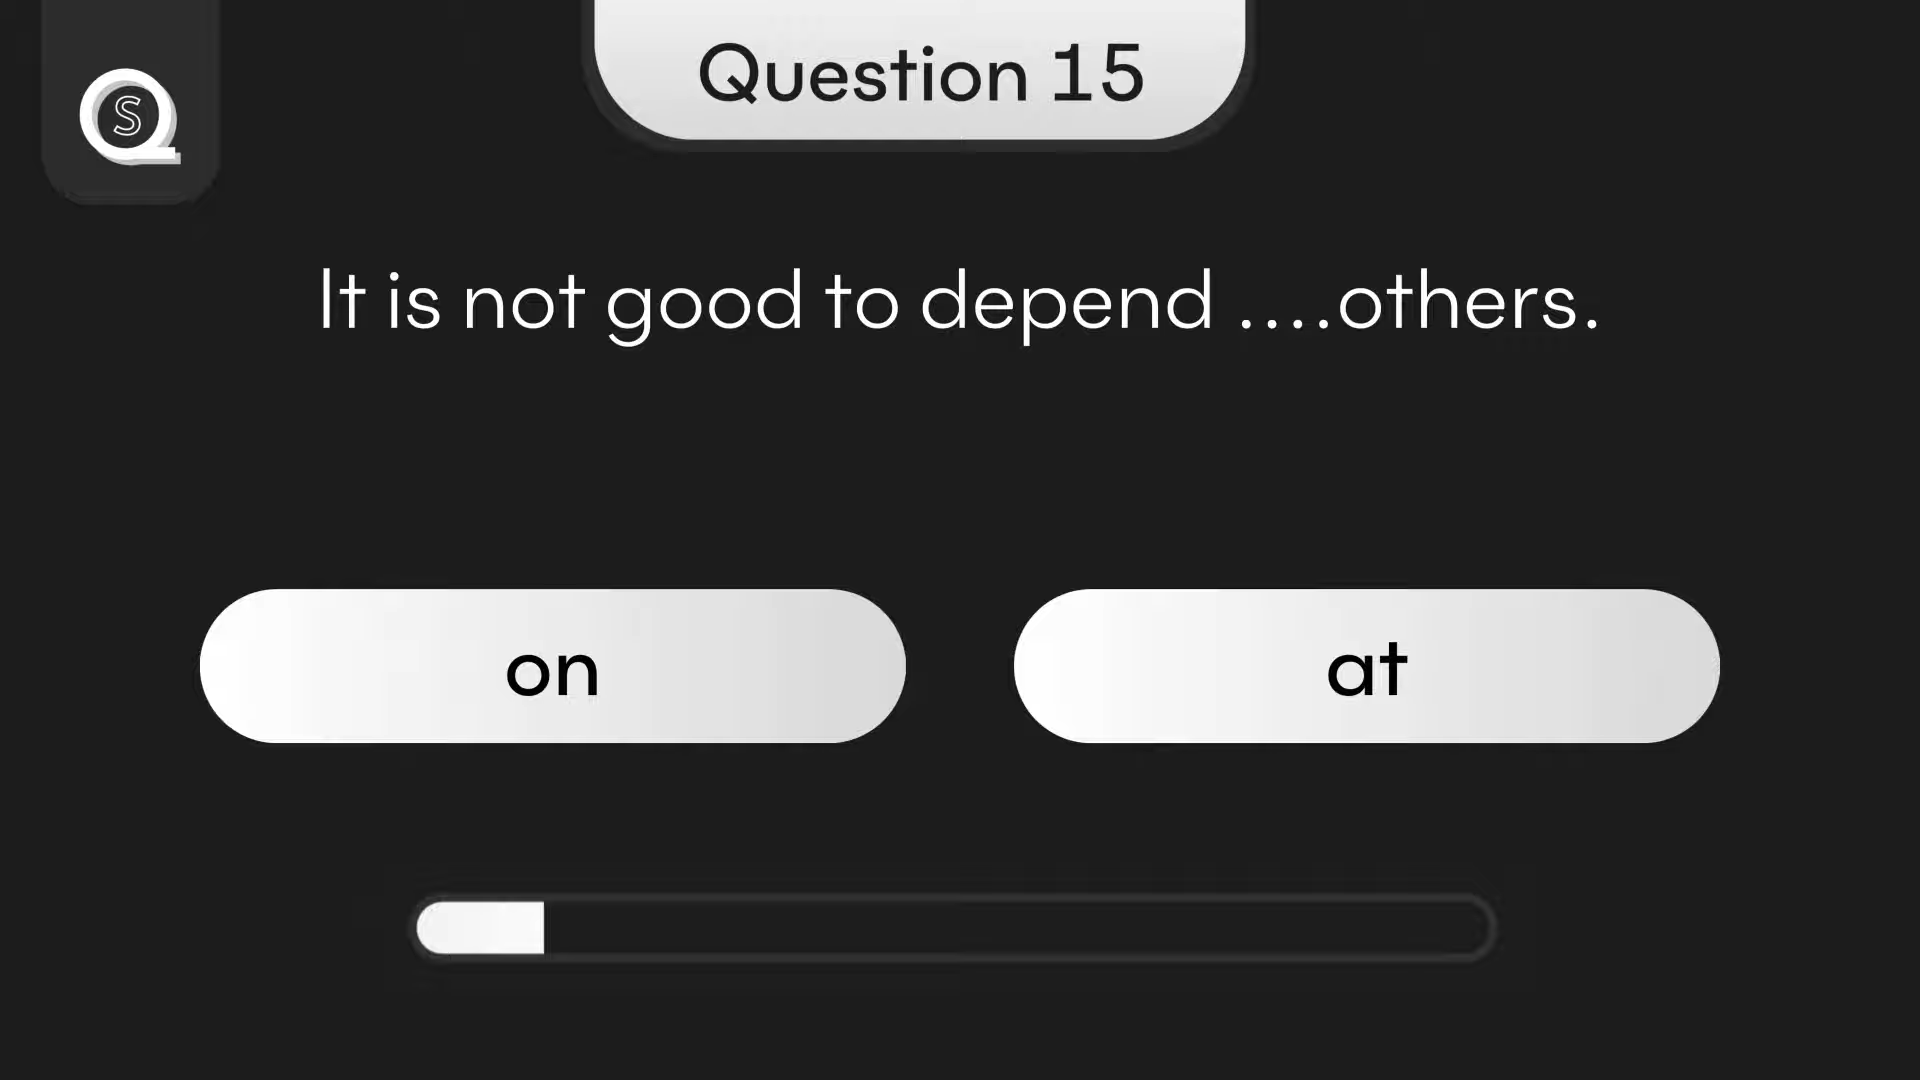 Question 15
S
It is not good to depend ....others.
on
at